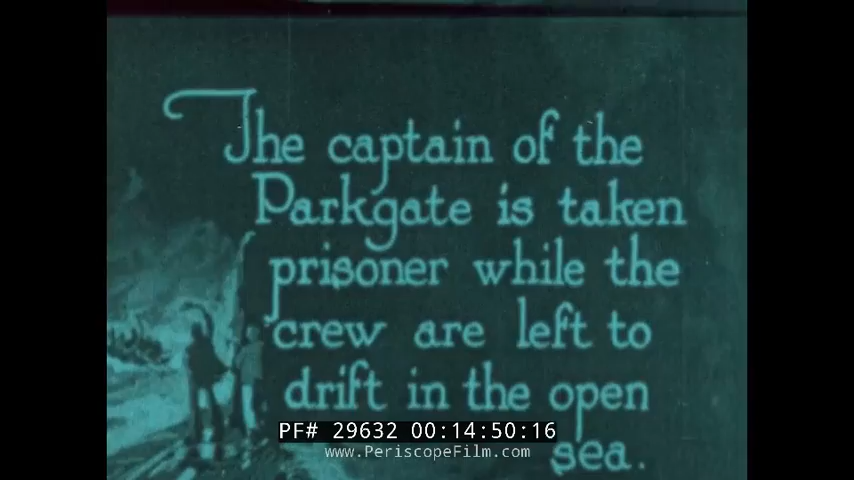 The captain of the
Parkgate is taken
prisoner while the
crew are left to
drift in the open
sea.
PF# 29632 00:14:50:16
www.PeriscopeFilm.com